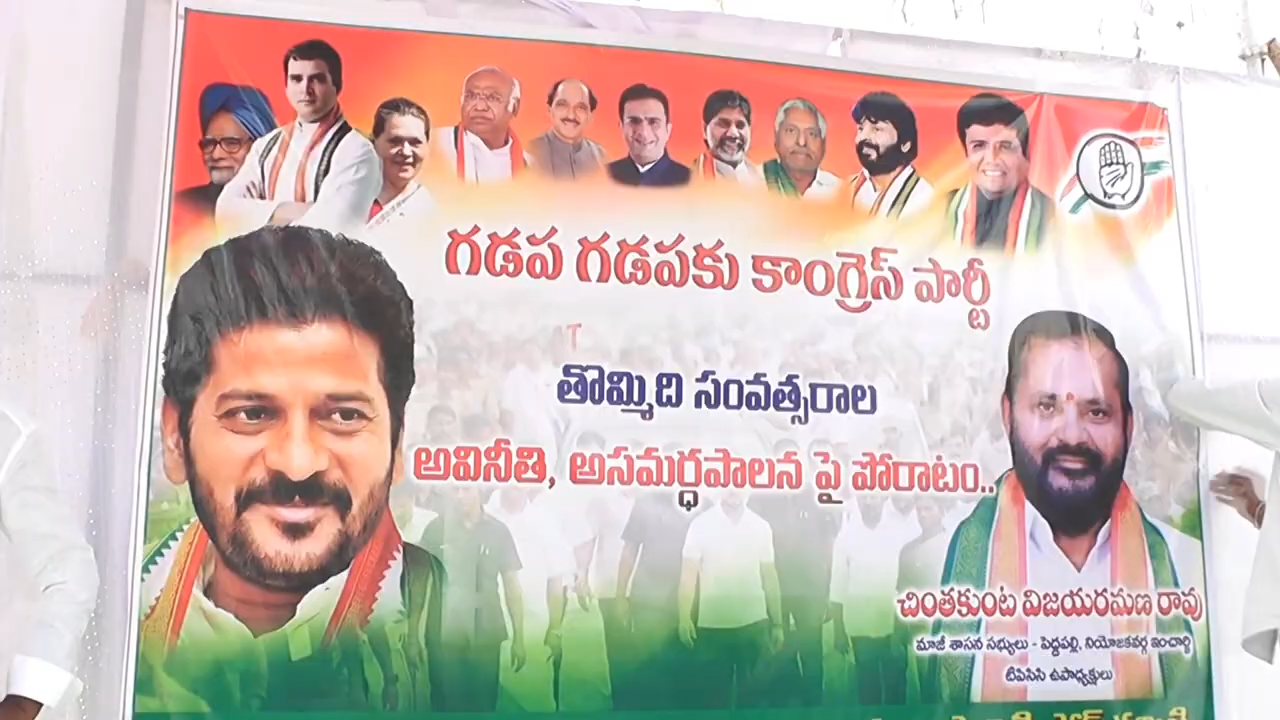 గడప గడపకు కాంగ్రెస్ పార్టీ
తొమ్మిది సంవత్సరాల
అవినీతి, అసమర్ధపాలన పై పోరాటం..
చింతకుంట విజయరమణ రావు
మాజీ శాసన సభ్యులు - పెద్దపల్లి, నియోజకవర్గ ఇంచార్జి
టిపిసిసి ఉపాధ్యక్షులు